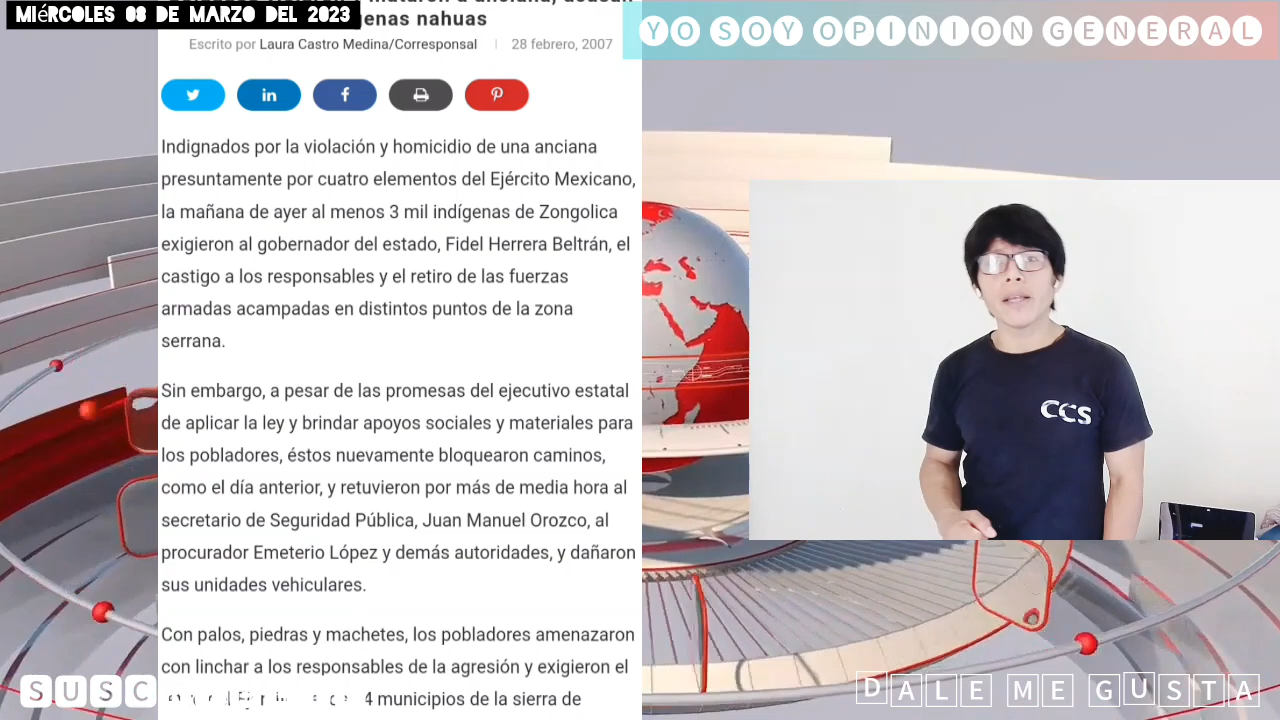 MIÉRCOLES 08 DE MARZO DEL 2023
YO SOY OPINION GENERAL
mataron a anciana, acusan
genas nahuas
Escrito por Laura Castro Medina/Corresponsal | 28 febrero, 2007
Indignados por la violación y homicidio de una anciana
presuntamente por cuatro elementos del Ejército Mexicano,
la mañana de ayer al menos 3 mil indígenas de Zongolica
exigieron al gobernador del estado, Fidel Herrera Beltrán, el
castigo a los responsables y el retiro de las fuerzas
armadas acampadas en distintos puntos de la zona
serrana.
Sin embargo, a pesar de las promesas del ejecutivo estatal
de aplicar la ley y brindar apoyos sociales y materiales para
los pobladores, éstos nuevamente bloquearon caminos,
como el día anterior, y retuvieron por más de media hora al
secretario de Seguridad Pública, Juan Manuel Orozco, al
procurador Emeterio López y demás autoridades, y dañaron
sus unidades vehiculares.
Con palos, piedras y machetes, los pobladores amenazaron
con linchar a los responsables de la agresión y exigieron el
4 municipios de la sierra de
CCS
SUSC
DALE ME GUSTA